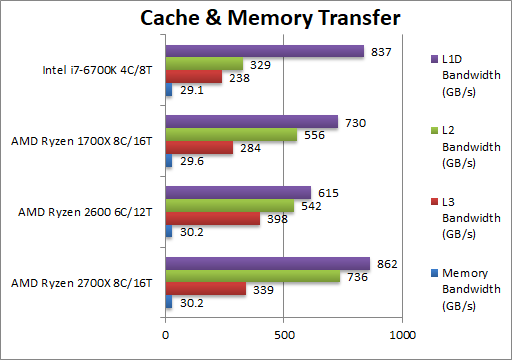 Cache & Memory Transfer
Intel i7-6700K 4C/8T
837
329
238
29.1
AMD Ryzen 1700X 8C/16T
730
556
284
29.6
AMD Ryzen 2600 6C/12T
615
542
398
30.2
AMD Ryzen 2700X 8C/16T
862
736
339
30.2
0
500
1000
L1D
Bandwidth
(GB/s)
L2
Bandwidth
(GB/s)
L3
Bandwidth
(GB/s)
Memory
Bandwidth
(GB/s)